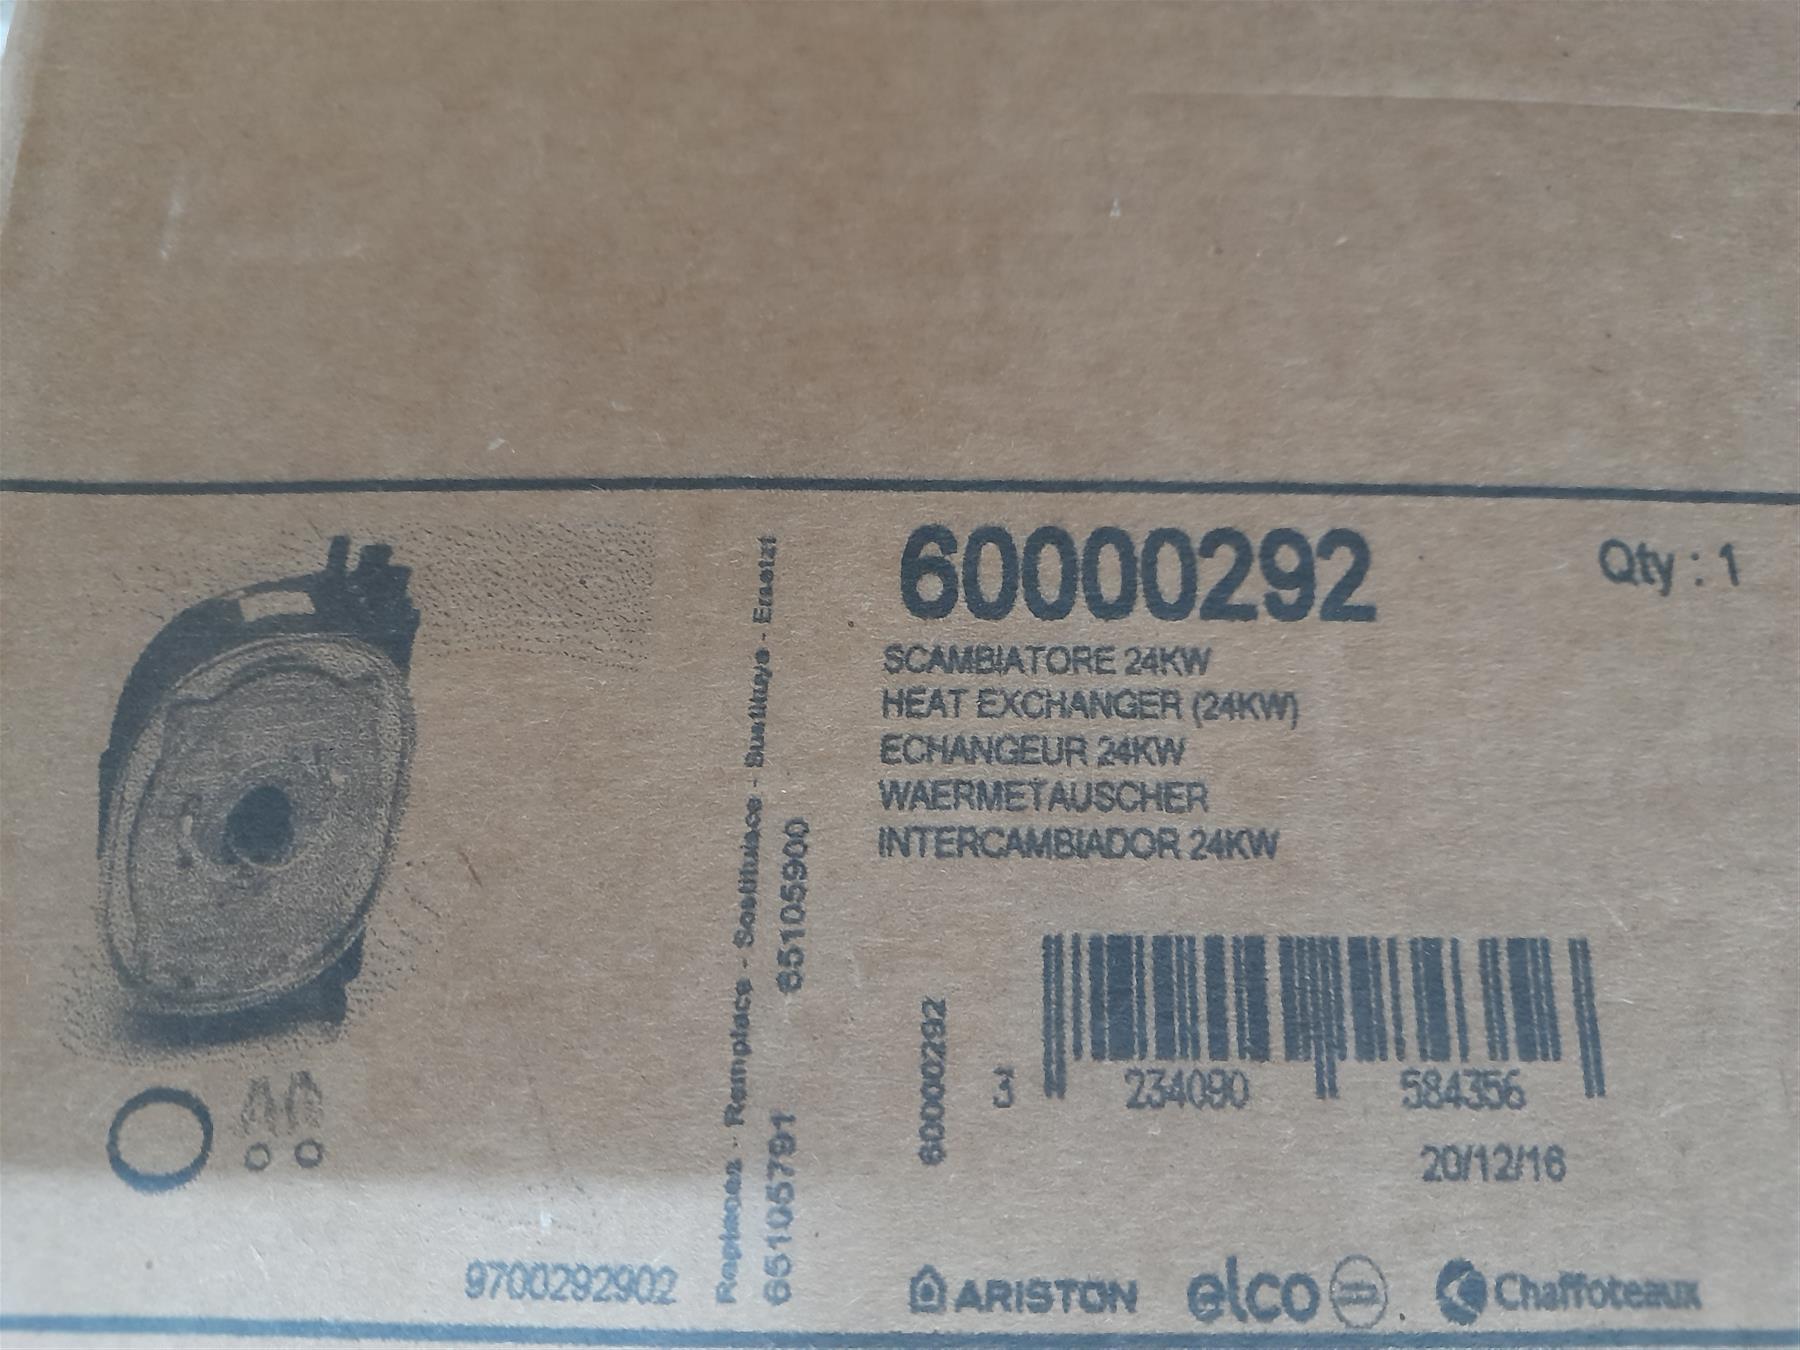 60000292
Qty : 1
SCAMBIATORE 24KW
HEAT EXCHANGER (24KW)
ECHANGEUR 24KW
WAERMETAUSCHER
INTERCAMBIADOR 24KW
Replaces - Remplace - Sostituisce - Sustituye - Ersetzt
65105791 65105900
60000292
3 234090 584356
20/12/16
9700292902
ARISTON elco Chaffoteaux